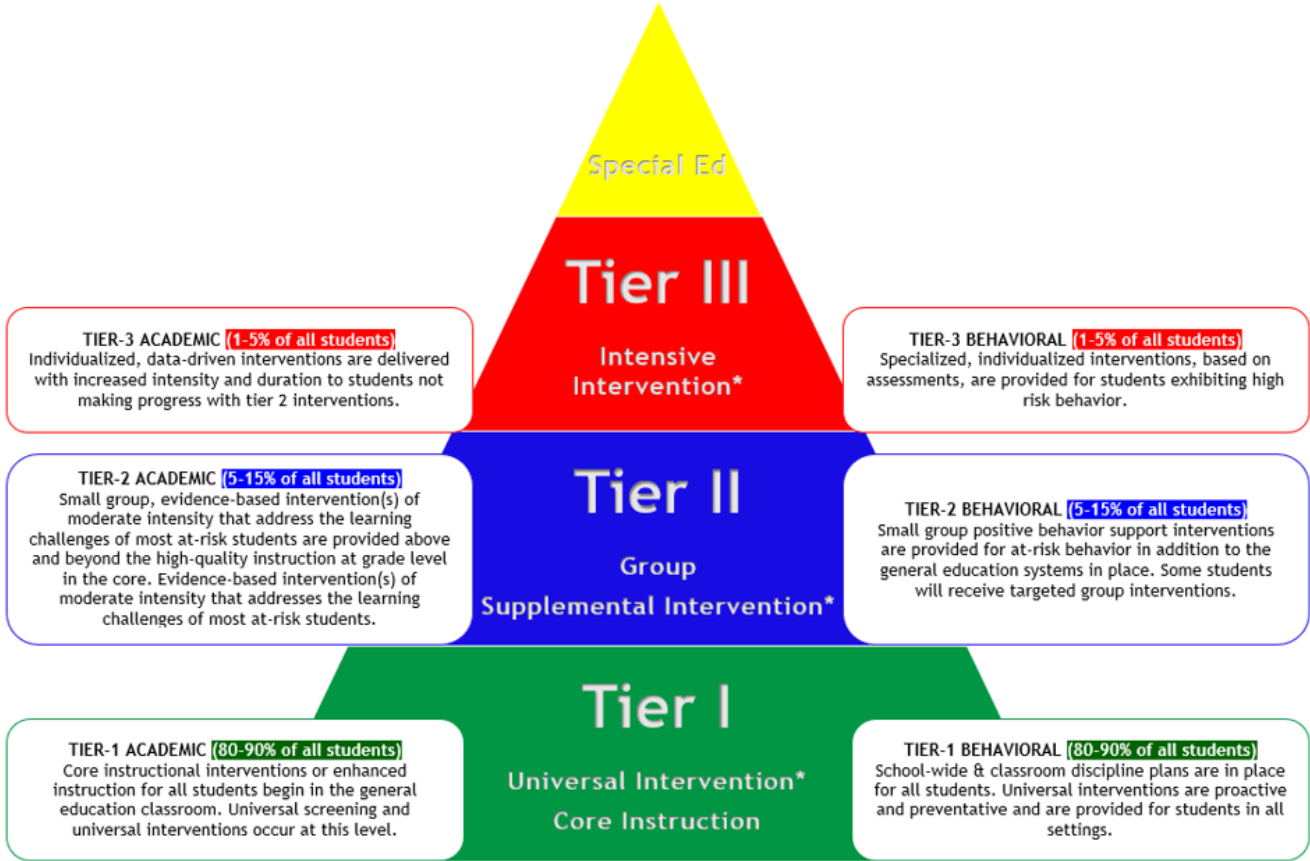 Special Ed
Tier III
Intensive
Intervention*
TIER-3 ACADEMIC (1-5% of all students)
Individualized, data-driven interventions are delivered
with increased intensity and duration to students not
making progress with tier 2 interventions.
TIER-3 BEHAVIORAL (1-5% of all students)
Specialized, individualized interventions, based on
assessments, are provided for students exhibiting high
risk behavior.
Tier II
Group
Supplemental Intervention*
TIER-2 ACADEMIC (5-15% of all students)
Small group, evidence-based intervention(s) of
moderate intensity that address the learning
challenges of most at-risk students are provided above
and beyond the high-quality instruction at grade level
in the core. Evidence-based intervention(s) of
moderate intensity that addresses the learning
challenges of most at-risk students.
TIER-2 BEHAVIORAL (5-15% of all students)
Small group positive behavior support interventions
are provided for at-risk behavior in addition to the
general education systems in place. Some students
will receive targeted group interventions.
Tier I
Universal Intervention*
Core Instruction
TIER-1 ACADEMIC (80-90% of all students)
Core instructional interventions or enhanced
instruction for all students begin in the general
education classroom. Universal screening and
universal interventions occur at this level.
TIER-1 BEHAVIORAL (80-90% of all students)
School-wide & classroom discipline plans are in place
for all students. Universal interventions are proactive
and preventative and are provided for students in all
settings.